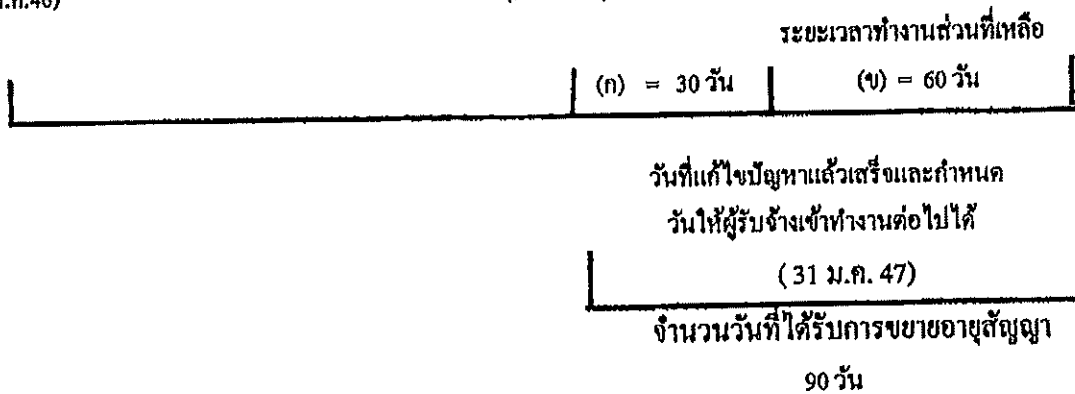 ระยะเวลาทำงานส่วนที่เหลือ
(ก) = 30 วัน (ข) = 60 วัน
วันที่แก้ไขปัญหาแล้วเสร็จและกำหนด
วันให้ผู้รับจ้างเข้าทำงานต่อไปได้
( 31 ม.ค. 47)
จำนวนวันที่ได้รับการขยายอายุสัญญา
90 วัน